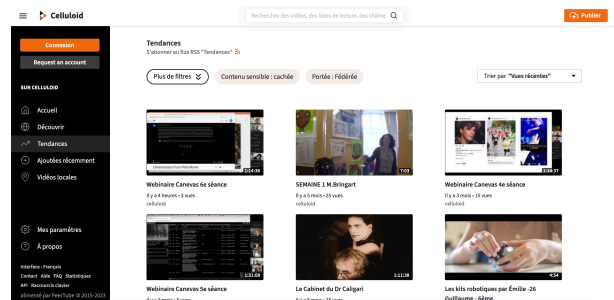 Celluloid
Recherchez des vidéos, des listes de lecture, des chaîne
Publier
Connexion
Request an account
SUR CELLULOID
Accueil
Découvrir
Tendances
Ajoutées récemment
Vidéos locales
Mes paramètres
À propos
Interface : Français
Contact Aide FAQ Statistiques
API Raccourcis clavier
alimenté par PeerTube © 2015-2023
Tendances
S'abonner au flux RSS "Tendances"
Plus de filtres
Contenu sensible : cachée
Portée : Fédérée
Trier par "Vues récentes"
1:14:36
Webinaire Canevas 6e séance
Il y a 4 heures • 3 vues
celluloid
7:03
SEMAINE 1 M.Bringart
Il y a 5 mois • 25 vues
celluloid
1:26:57
Webinaire Canevas 4e séance
Il y a 3 mois • 15 vues
celluloid
1:31:08
Webinaire Canevas 5e séance
1:11:38
Le Cabinet du Dr Caligari
4:54
Les kits robotiques par Émilie -26
Guillaume - 6ème